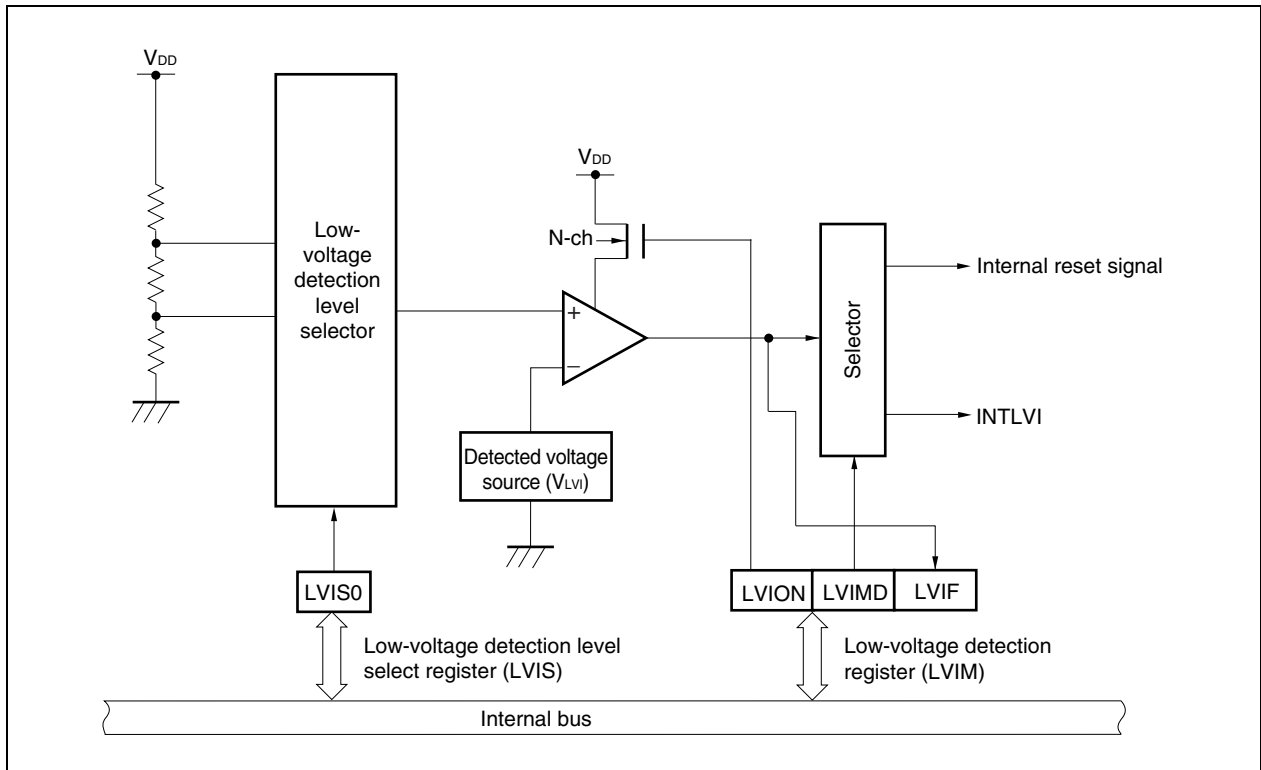 VDD
Low-
voltage
detection
level
selector
VDD
N-ch
+
−
Detected voltage
source (VLVI)
Selector
Internal reset signal
INTLVI
LVIS0
LVION
LVIMD
LVIF
Low-voltage detection level
select register (LVIS)
Low-voltage detection
register (LVIM)
Internal bus